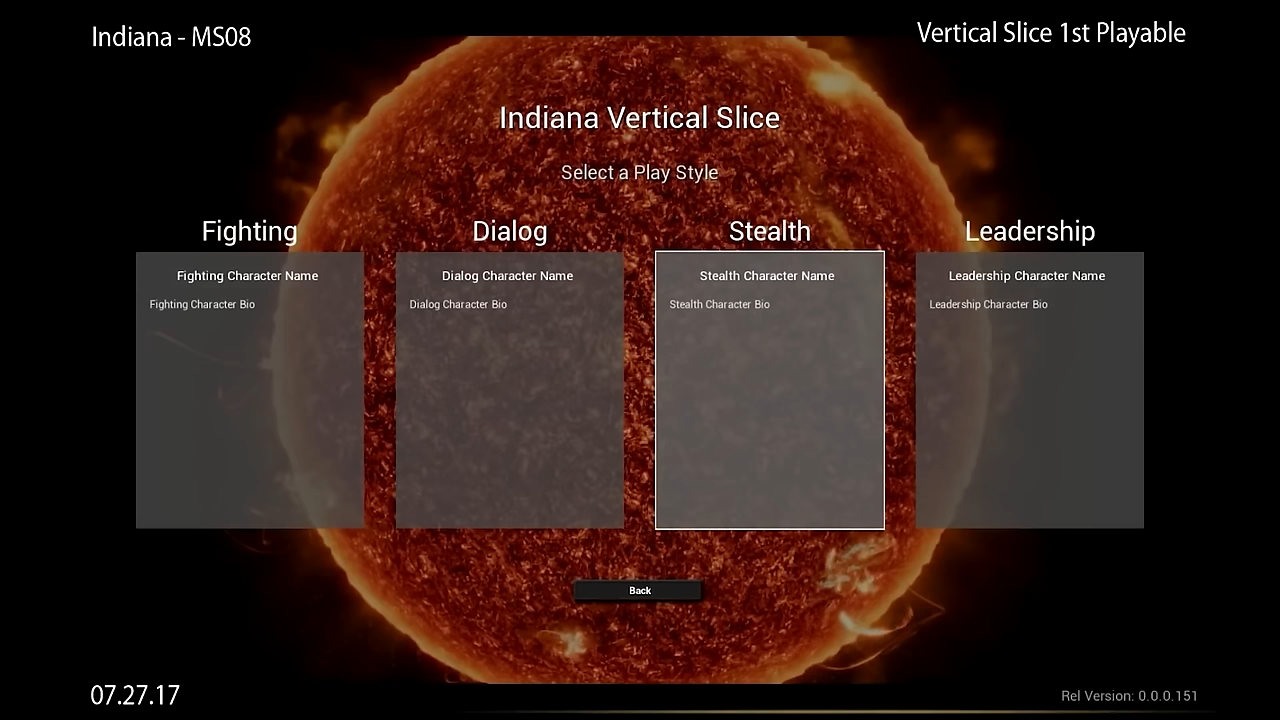 Indiana - MS08
Vertical Slice 1st Playable
Indiana Vertical Slice
Select a Play Style
Fighting
Fighting Character Name
Fighting Character Bio
Dialog
Dialog Character Name
Dialog Character Bio
Stealth
Stealth Character Name
Stealth Character Bio
Leadership
Leadership Character Name
Leadership Character Bio
Back
07.27.17
Rel Version: 0.0.0.151